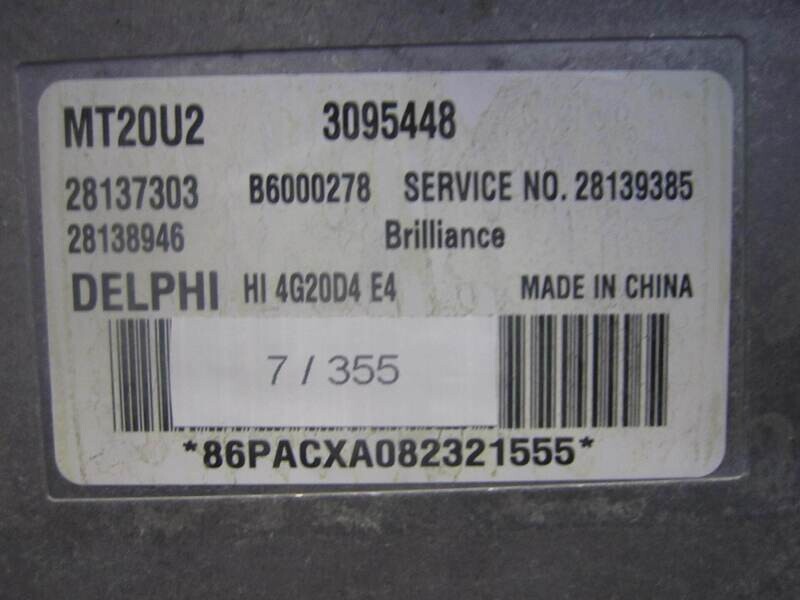 MT20U2 3095448
28137303 B6000278 SERVICE NO. 28139385
28138946 Brilliance
DELPHI HI 4G20D4 E4 MADE IN CHINA
7 / 355
*86PACXA082321555*